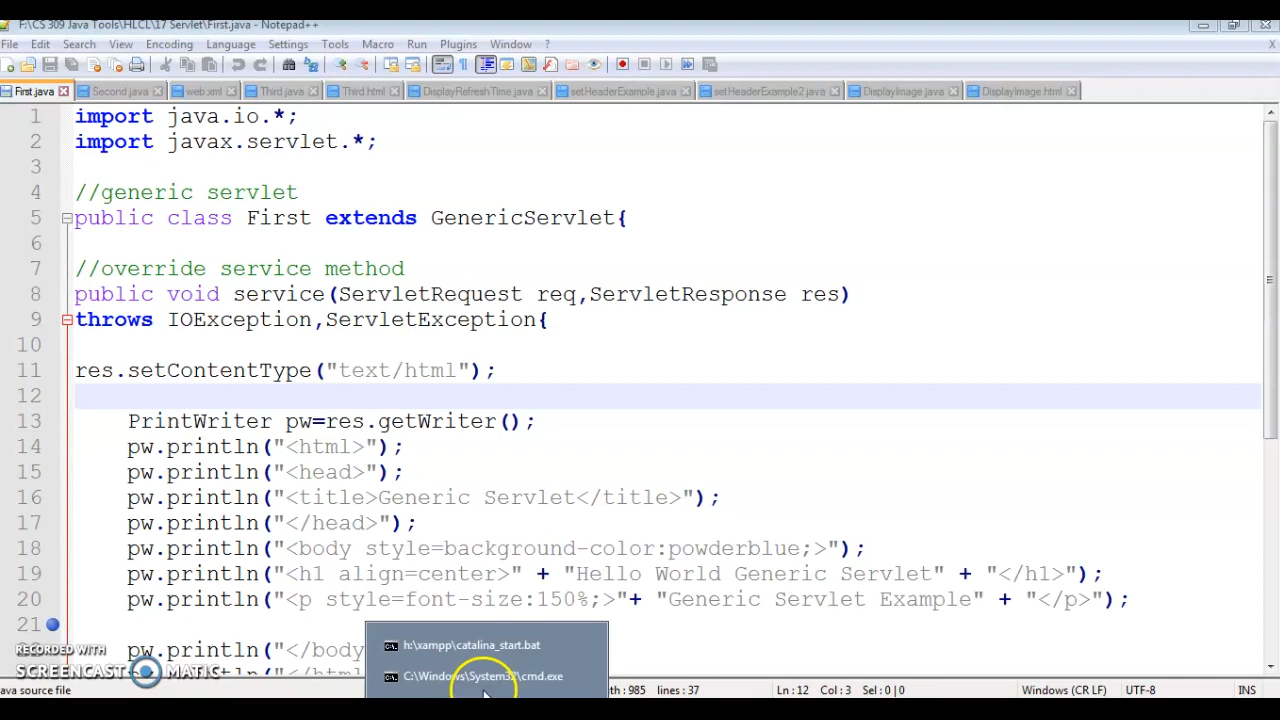 F:\CS 309 Java Tools\HLCL\17 Servlet\First.java - Notepad++
File Edit Search View Encoding Language Settings Tools Macro Run Plugins Window ? X
First.java Second.java web.xml Third.java Third.html DisplayRefreshTime.java setHeaderExample.java setHeaderExample2.java DisplayImage.java DisplayImage.html
1 import java.io.*;
2 import javax.servlet.*;
3
4 //generic servlet
5 public class First extends GenericServlet{
6
7 //override service method
8 public void service(ServletRequest req,ServletResponse res)
9 throws IOException,ServletException{
10
11 res.setContentType("text/html");
12
13 PrintWriter pw=res.getWriter();
14 pw.println("<html>");
15 pw.println("<head>");
16 pw.println("<title>Generic Servlet</title>");
17 pw.println("</head>");
18 pw.println("<body style=background-color:powderblue;>");
19 pw.println("<h1 align=center>" + "Hello World Generic Servlet" + "</h1>");
20 pw.println("<p style=font-size:150%;>"+ "Generic Servlet Example" + "</p>");
21
pw.println("</body
h:\xampp\catalina_start.bat
C:\Windows\System32\cmd.exe
RECORDED WITH
SCREENCAST MATIC
java source file
985 lines : 37 Ln : 12 Col : 3 Sel : 0 | 0 Windows (CR LF) UTF-8 INS